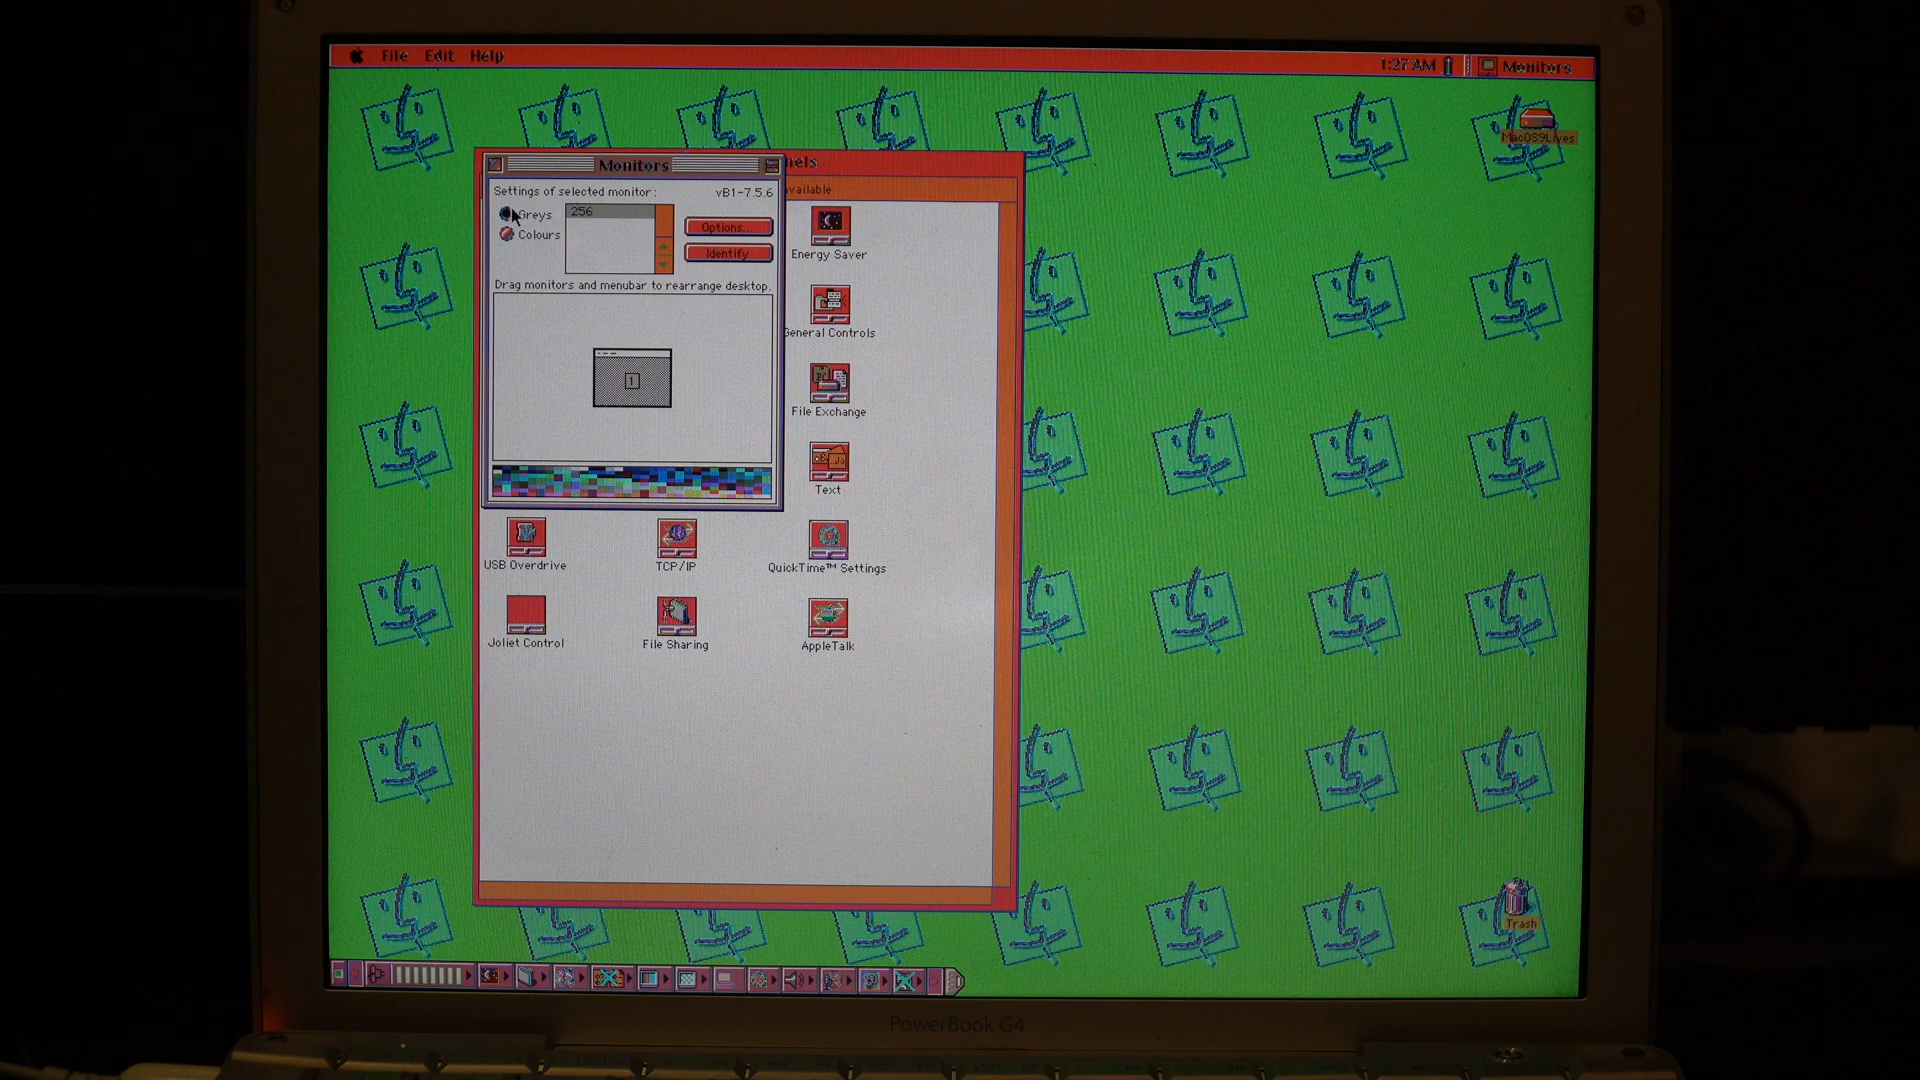 File Edit Help
1:27 AM Monitors
MacOS9Lives
Monitors
nels
available
Settings of selected monitor: vB1-7.5.6
Greys
Colours
256
Options...
Identify
Drag monitors and menubar to rearrange desktop.
1
Energy Saver
General Controls
File Exchange
Text
USB Overdrive
TCP/IP
QuickTime™ Settings
Joliet Control
File Sharing
AppleTalk
Trash
PowerBook G4